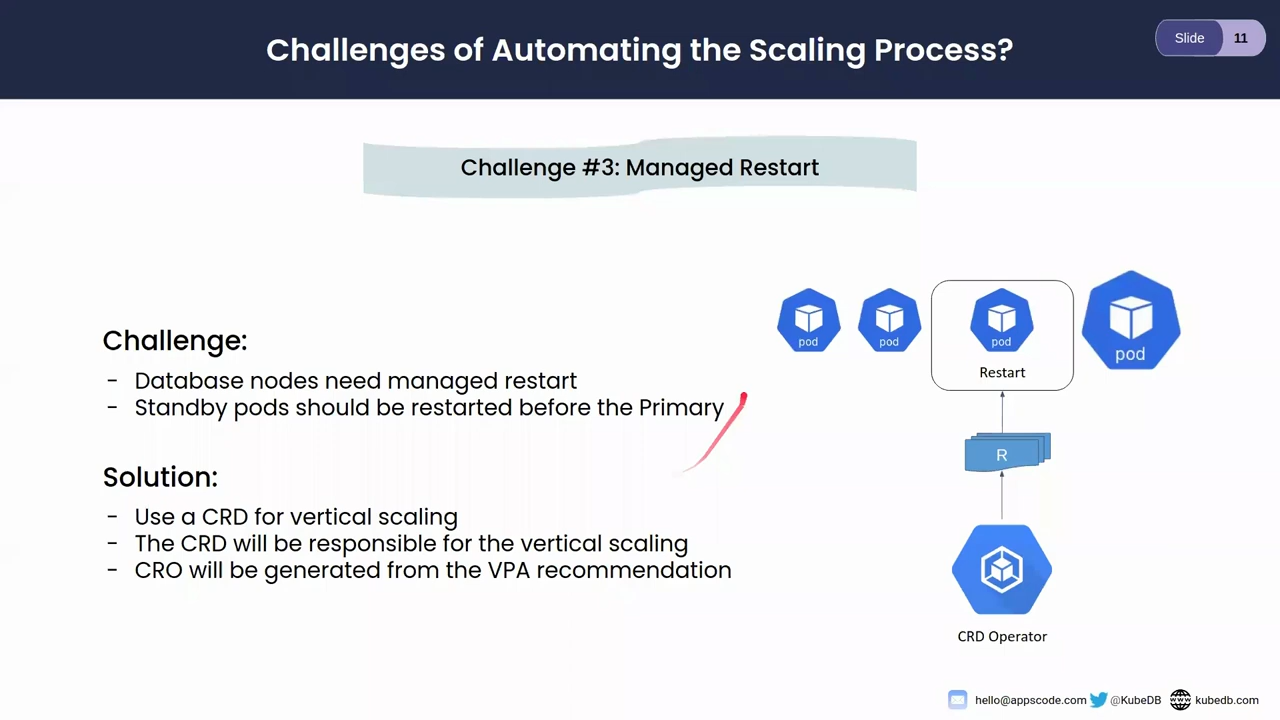 Challenges of Automating the Scaling Process?
Slide 11
Challenge #3: Managed Restart
Challenge:
- Database nodes need managed restart
- Standby pods should be restarted before the Primary
Solution:
- Use a CRD for vertical scaling
- The CRD will be responsible for the vertical scaling
- CRO will be generated from the VPA recommendation
pod
pod
pod
pod
Restart
R
CRD Operator
hello@appscode.com @KubeDB www kubedb.com